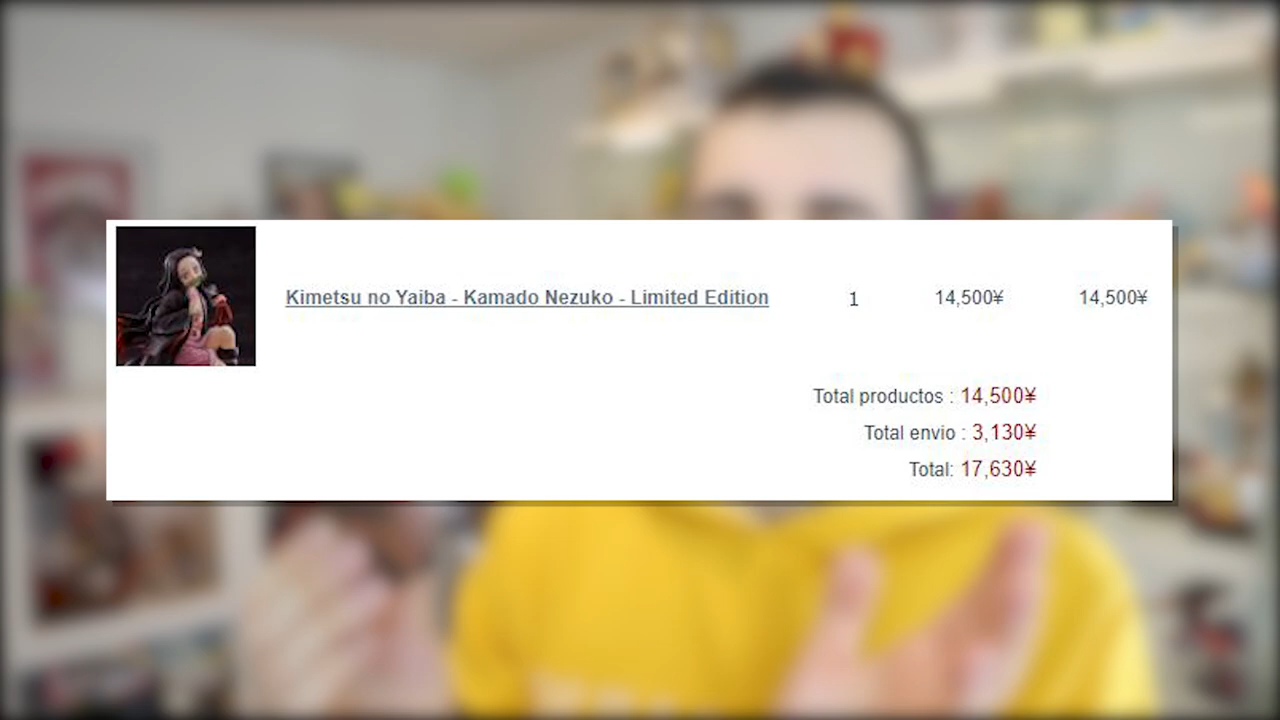 Kimetsu no Yaiba - Kamado Nezuko - Limited Edition 1 14,500¥ 14,500¥
Total productos : 14,500¥
Total envio : 3,130¥
Total: 17,630¥